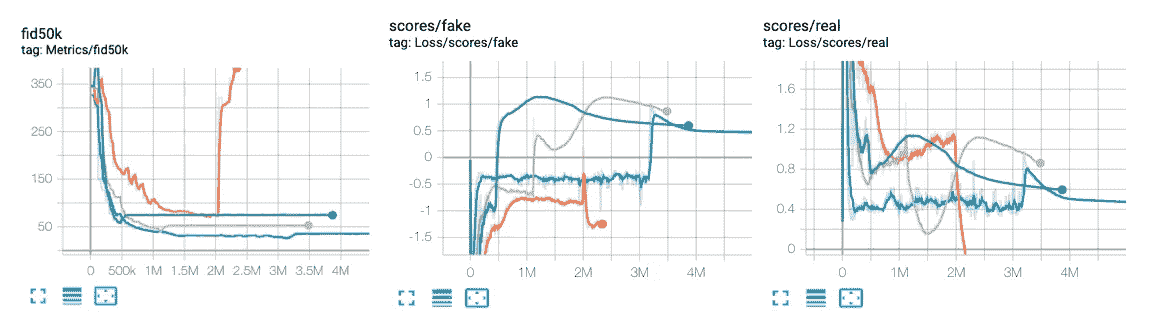 fid50k
tag: Metrics/fid50k
350
250
150
50
0 500k 1M 1.5M 2M 2.5M 3M 3.5M 4M
scores/fake
tag: Loss/scores/fake
1.5
1
0.5
0
-0.5
-1
-1.5
0 1M 2M 4M
scores/real
tag: Loss/scores/real
1.6
1.2
0.8
0.4
0
0 1M 2M 3M 4M